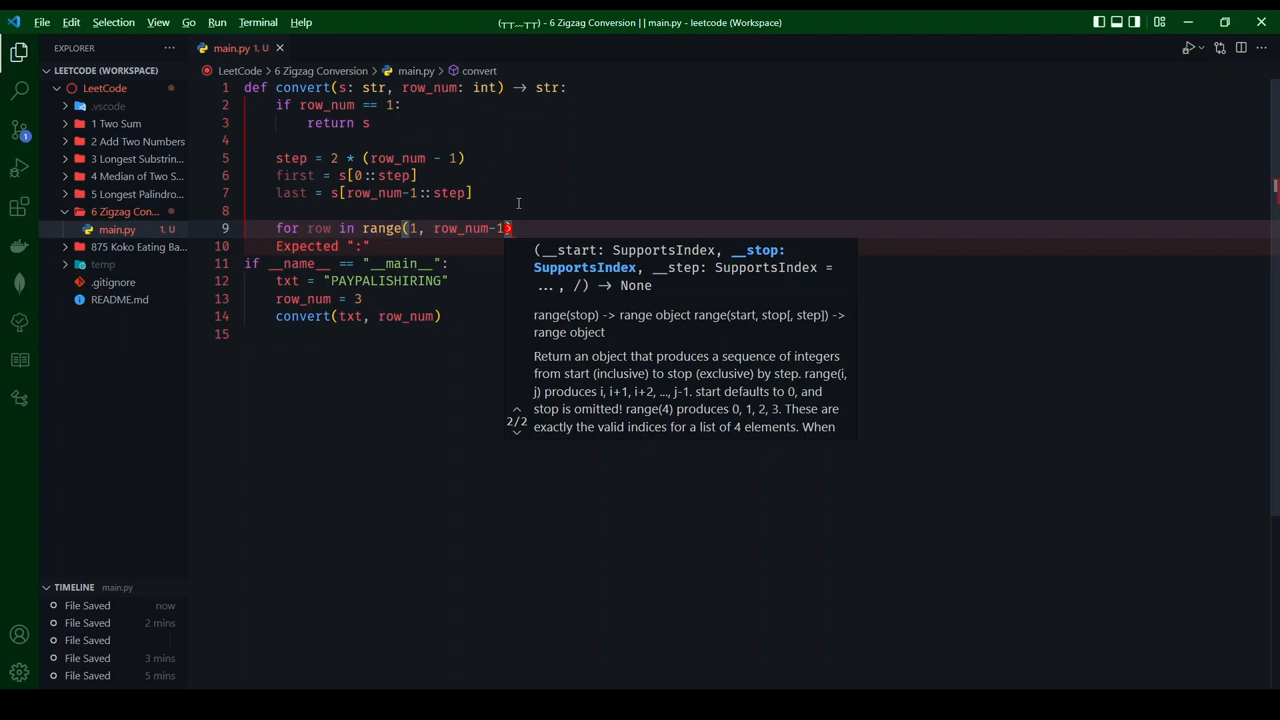 File Edit Selection View Go Run Terminal Help
(┬┬﹏┬┬) - 6 Zigzag Conversion | | main.py - leetcode (Workspace)
EXPLORER
main.py 1, U
LEETCODE (WORKSPACE)
LeetCode
.vscode
1 Two Sum
2 Add Two Numbers
3 Longest Substrin...
4 Median of Two Si...
5 Longest Palindro...
6 Zigzag Con...
main.py 1, U
875 Koko Eating Ba...
temp
.gitignore
README.md
LeetCode > 6 Zigzag Conversion > main.py > convert
1 def convert(s: str, row_num: int) → str:
2 if row_num == 1:
3 return s
4
5 step = 2 * (row_num - 1)
6 first = s[0::step]
7 last = s[row_num-1::step]
8
9 for row in range(1, row_num-1)
10 Expected ":"
11 if __name__ == "__main__":
12 txt = "PAYPALISHIRING"
13 row_num = 3
14 convert(txt, row_num)
15
(__start: SupportsIndex, __stop:
SupportsIndex, __step: SupportsIndex =
..., /) → None
range(stop) -> range object range(start, stop[, step]) ->
range object
Return an object that produces a sequence of integers
from start (inclusive) to stop (exclusive) by step. range(i,
j) produces i, i+1, i+2, ..., j-1. start defaults to 0, and
stop is omitted! range(4) produces 0, 1, 2, 3. These are
exactly the valid indices for a list of 4 elements. When
2/2
1
TIMELINE main.py
File Saved now
File Saved 2 mins
File Saved
File Saved 3 mins
File Saved 5 mins